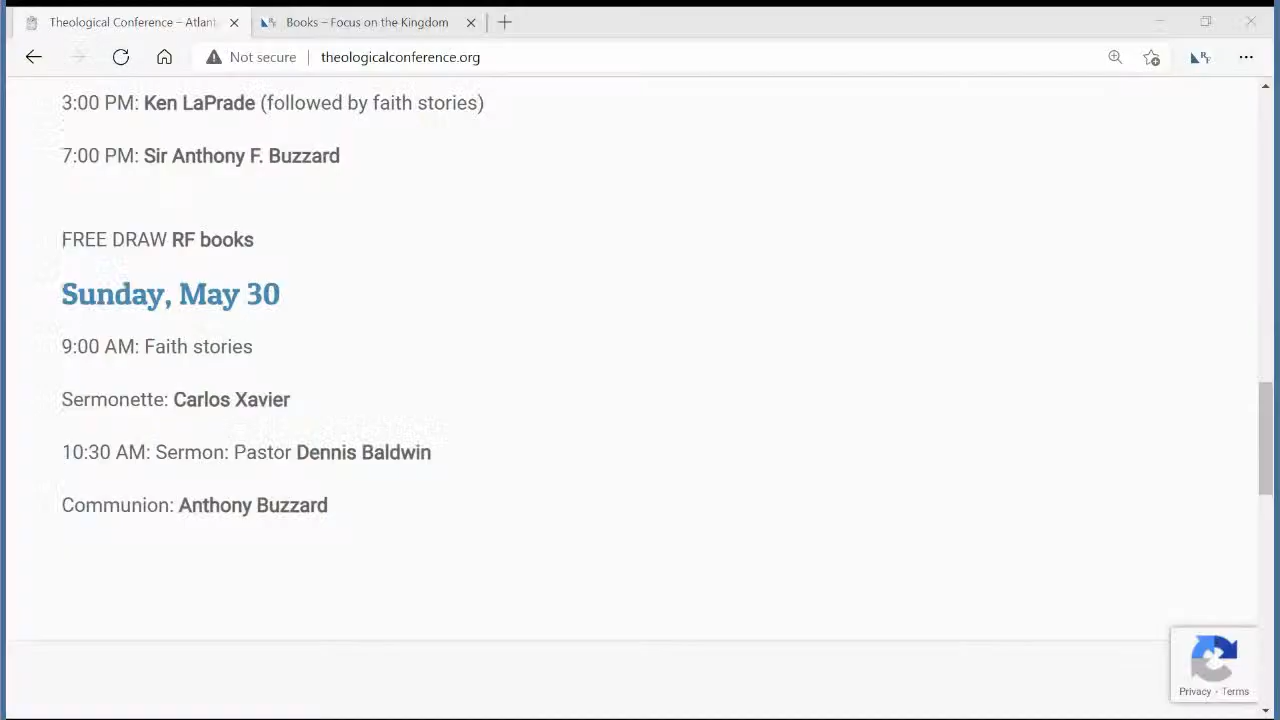 Theological Conference – Atlant
Books – Focus on the Kingdom
Not secure
theologicalconference.org
3:00 PM: Ken LaPrade (followed by faith stories)
7:00 PM: Sir Anthony F. Buzzard
FREE DRAW RF books
Sunday, May 30
9:00 AM: Faith stories
Sermonette: Carlos Xavier
10:30 AM: Sermon: Pastor Dennis Baldwin
Communion: Anthony Buzzard
Privacy - Terms